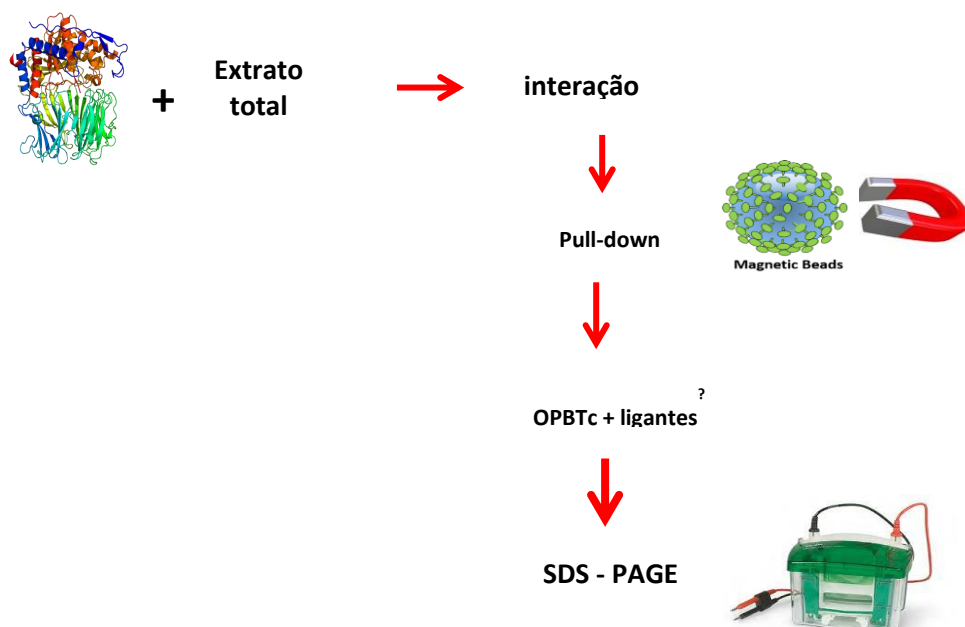 +
Extrato
total
interação
Pull-down
Magnetic Beads
?
OPBTc + ligantes
SDS - PAGE